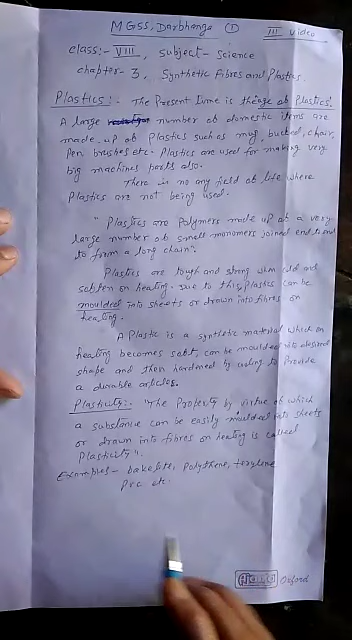 MGSS, Darbhanga ① III video
class:- VIII, subject- science
chapter- 3, Synthetic Fibres and Plastics.
Plastics:- The Present time is the age of Plastics.
A large number of domestic items are
made up of Plastics such as mug, bucked, chair,
Pen brushes etc. Plastics are used for making very
big machines parts also.
There is no any field of life where
Plastics are not being used.
"Plastics are Polymers made up of a very
large number of small monomers joined end to end
to form a long chain".
Plastics are tough and strong when cold and
soften on heating. Due to this, Plastics can be
moulded into sheets or drawn into fibres on
heating.
A Plastic is a synthetic material which on
heating becomes soft, can be moulded into desired
shape and then hardened by cooling to Provide
a durable articles.
Plasticity:- "The Property by virtue of which
a substance can be easily moulded into sheets
or drawn into fibres on heating is called
Plasticity".
Examples- bakelite, Polythene, terylene
Pvc etc.
Oxford